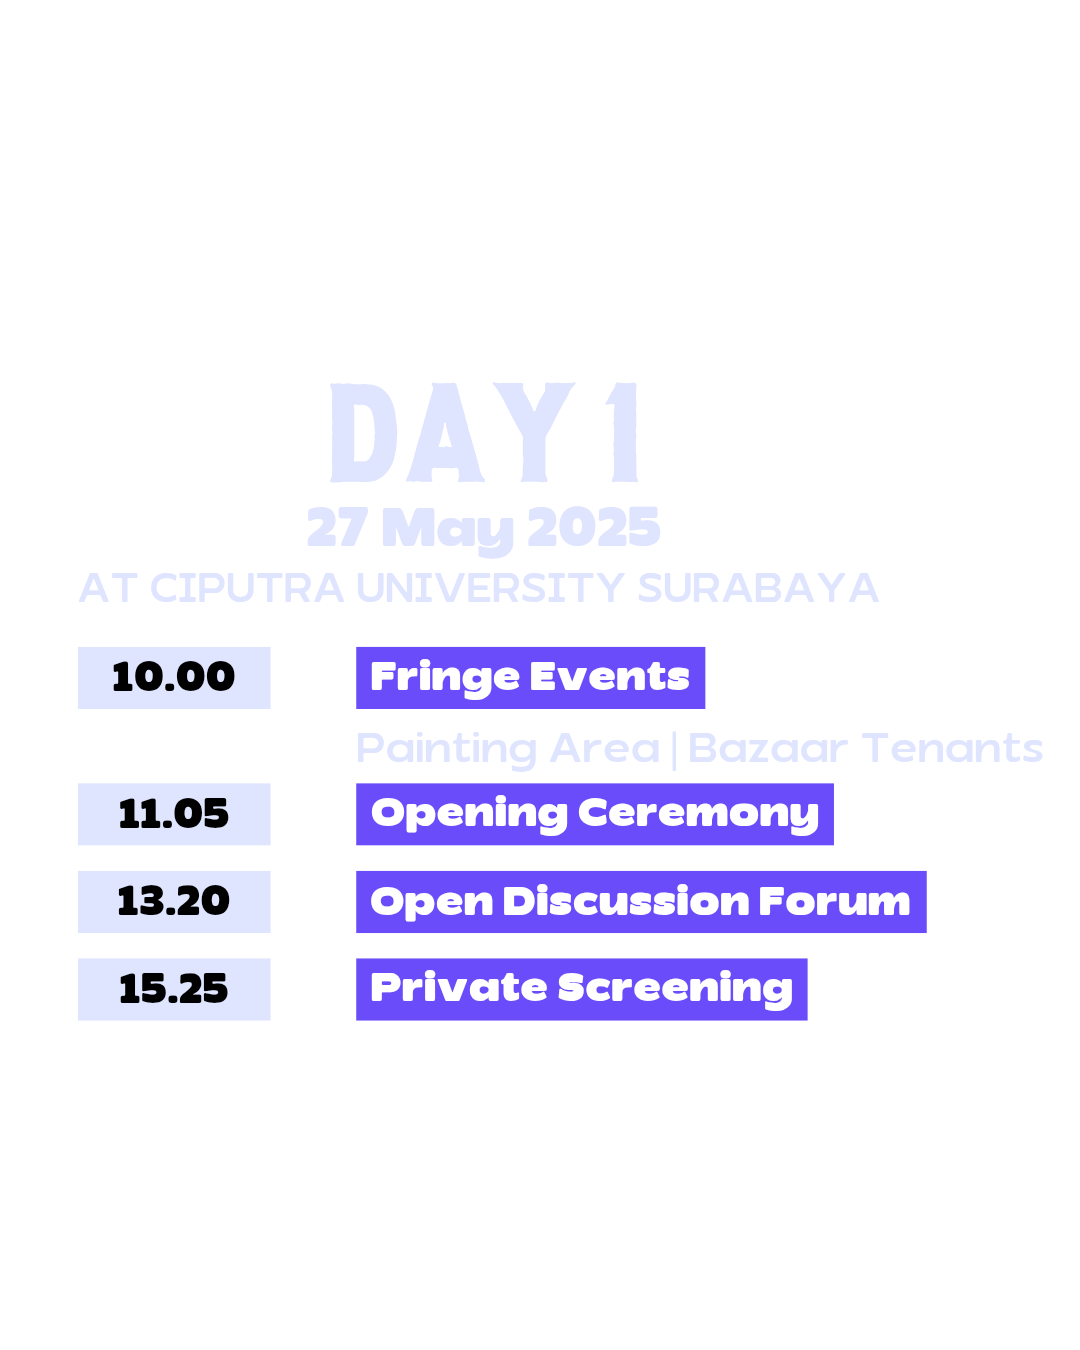 DAY 1
27 May 2025
AT CIPUTRA UNIVERSITY SURABAYA
10.00 Fringe Events
Painting Area | Bazaar Tenants
11.05 Opening Ceremony
13.20 Open Discussion Forum
15.25 Private Screening